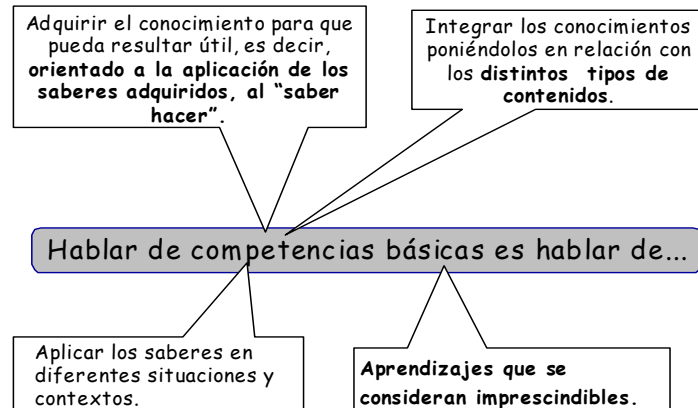 Adquirir el conocimiento para que
pueda resultar útil, es decir,
orientado a la aplicación de los
saberes adquiridos, al “saber
hacer”.
Integrar los conocimientos
poniéndolos en relación con
los distintos tipos de
contenidos.
Hablar de competencias básicas es hablar de...
Aplicar los saberes en
diferentes situaciones y
contextos.
Aprendizajes que se
consideran imprescindibles.